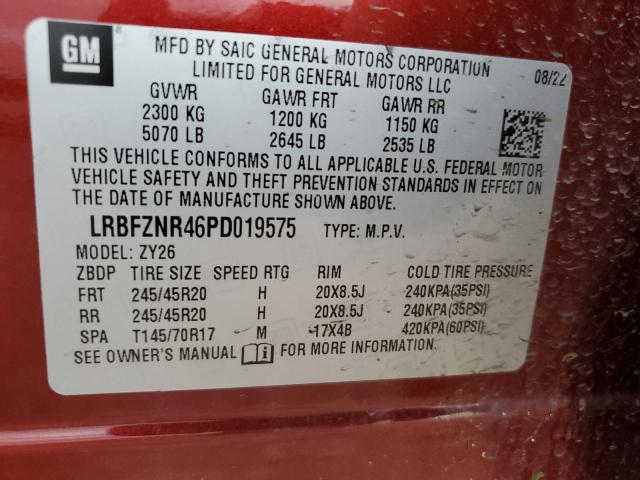 GM
MFD BY SAIC GENERAL MOTORS CORPORATION
LIMITED FOR GENERAL MOTORS LLC
08/22
GVWR GAWR FRT GAWR RR
2300 KG 1200 KG 1150 KG
5070 LB 2645 LB 2535 LB
THIS VEHICLE CONFORMS TO ALL APPLICABLE U.S. FEDERAL MOTOR
VEHICLE SAFETY AND THEFT PREVENTION STANDARDS IN EFFECT ON
THE DATE OF MANUFACTURE SHOWN ABOVE.
LRBFZNR46PD019575 TYPE: M.P.V.
MODEL: ZY26
ZBDP TIRE SIZE SPEED RTG RIM COLD TIRE PRESSURE
FRT 245/45R20 H 20X8.5J 240KPA(35PSI)
RR 245/45R20 H 20X8.5J 240KPA(35PSI)
SPA T145/70R17 M 17X4B 420KPA(60PSI)
SEE OWNER'S MANUAL i FOR MORE INFORMATION.